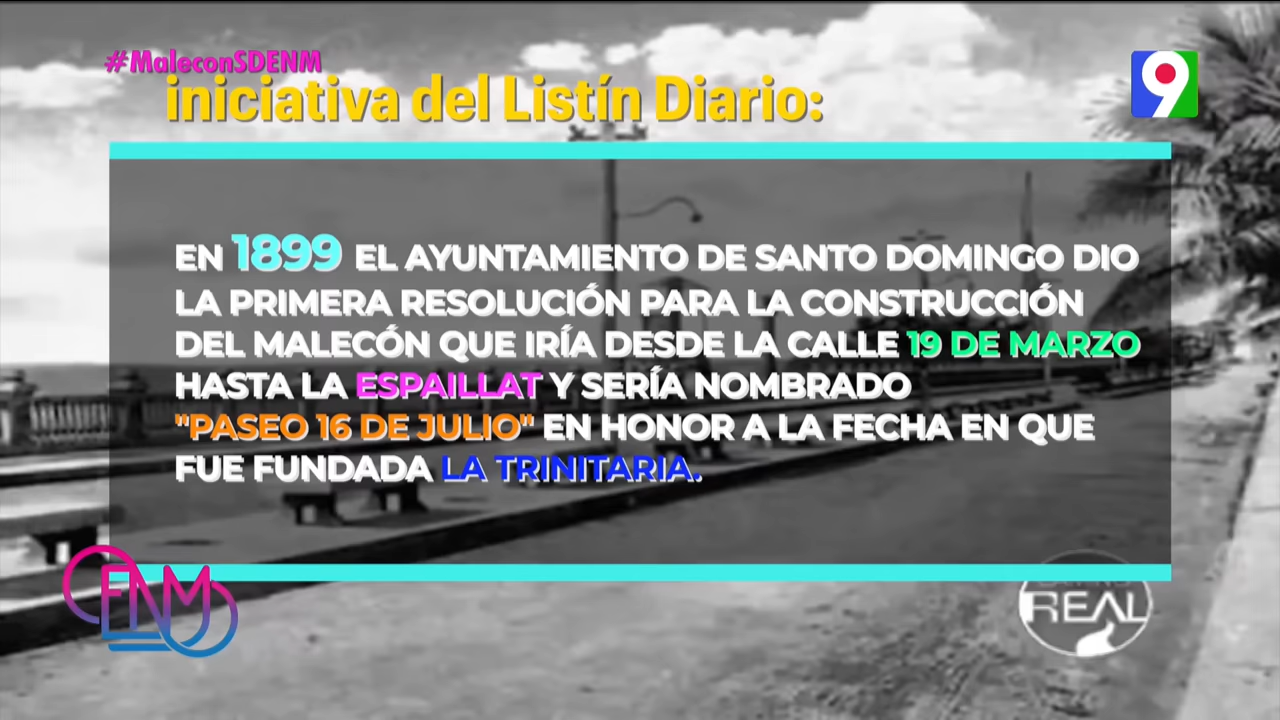 #MaleconSDENM
iniciativa del Listín Diario:
9
EN 1899 EL AYUNTAMIENTO DE SANTO DOMINGO DIO
LA PRIMERA RESOLUCIÓN PARA LA CONSTRUCCIÓN
DEL MALECÓN QUE IRÍA DESDE LA CALLE 19 DE MARZO
HASTA LA ESPAILLAT Y SERÍA NOMBRADO
"PASEO 16 DE JULIO" EN HONOR A LA FECHA EN QUE
FUE FUNDADA LA TRINITARIA.
ENM
REAL